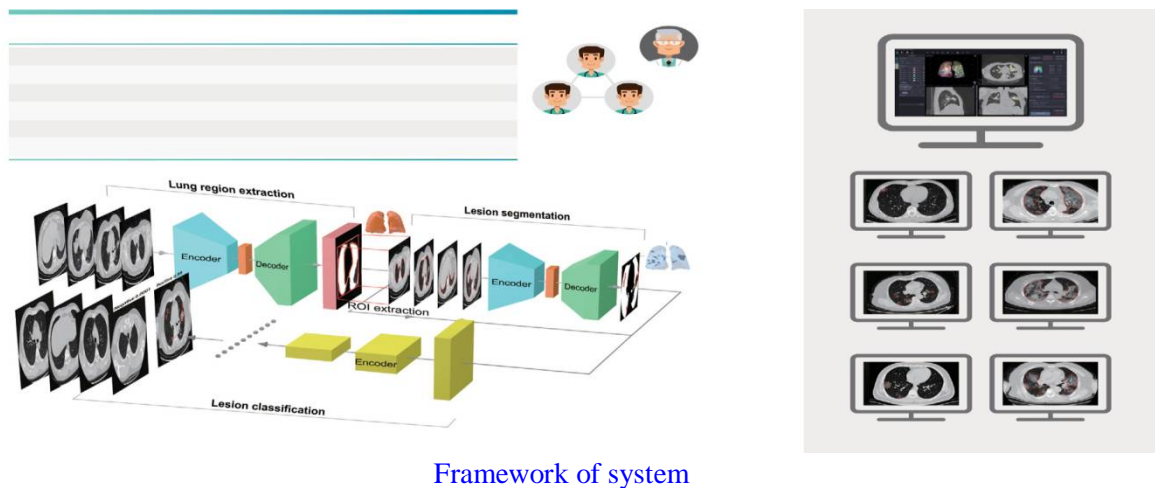 Lung region extraction
Lesion segmentation
Encoder
Decoder
Encoder
Decoder
ROI extraction
Encoder
Lesion classification
Framework of system